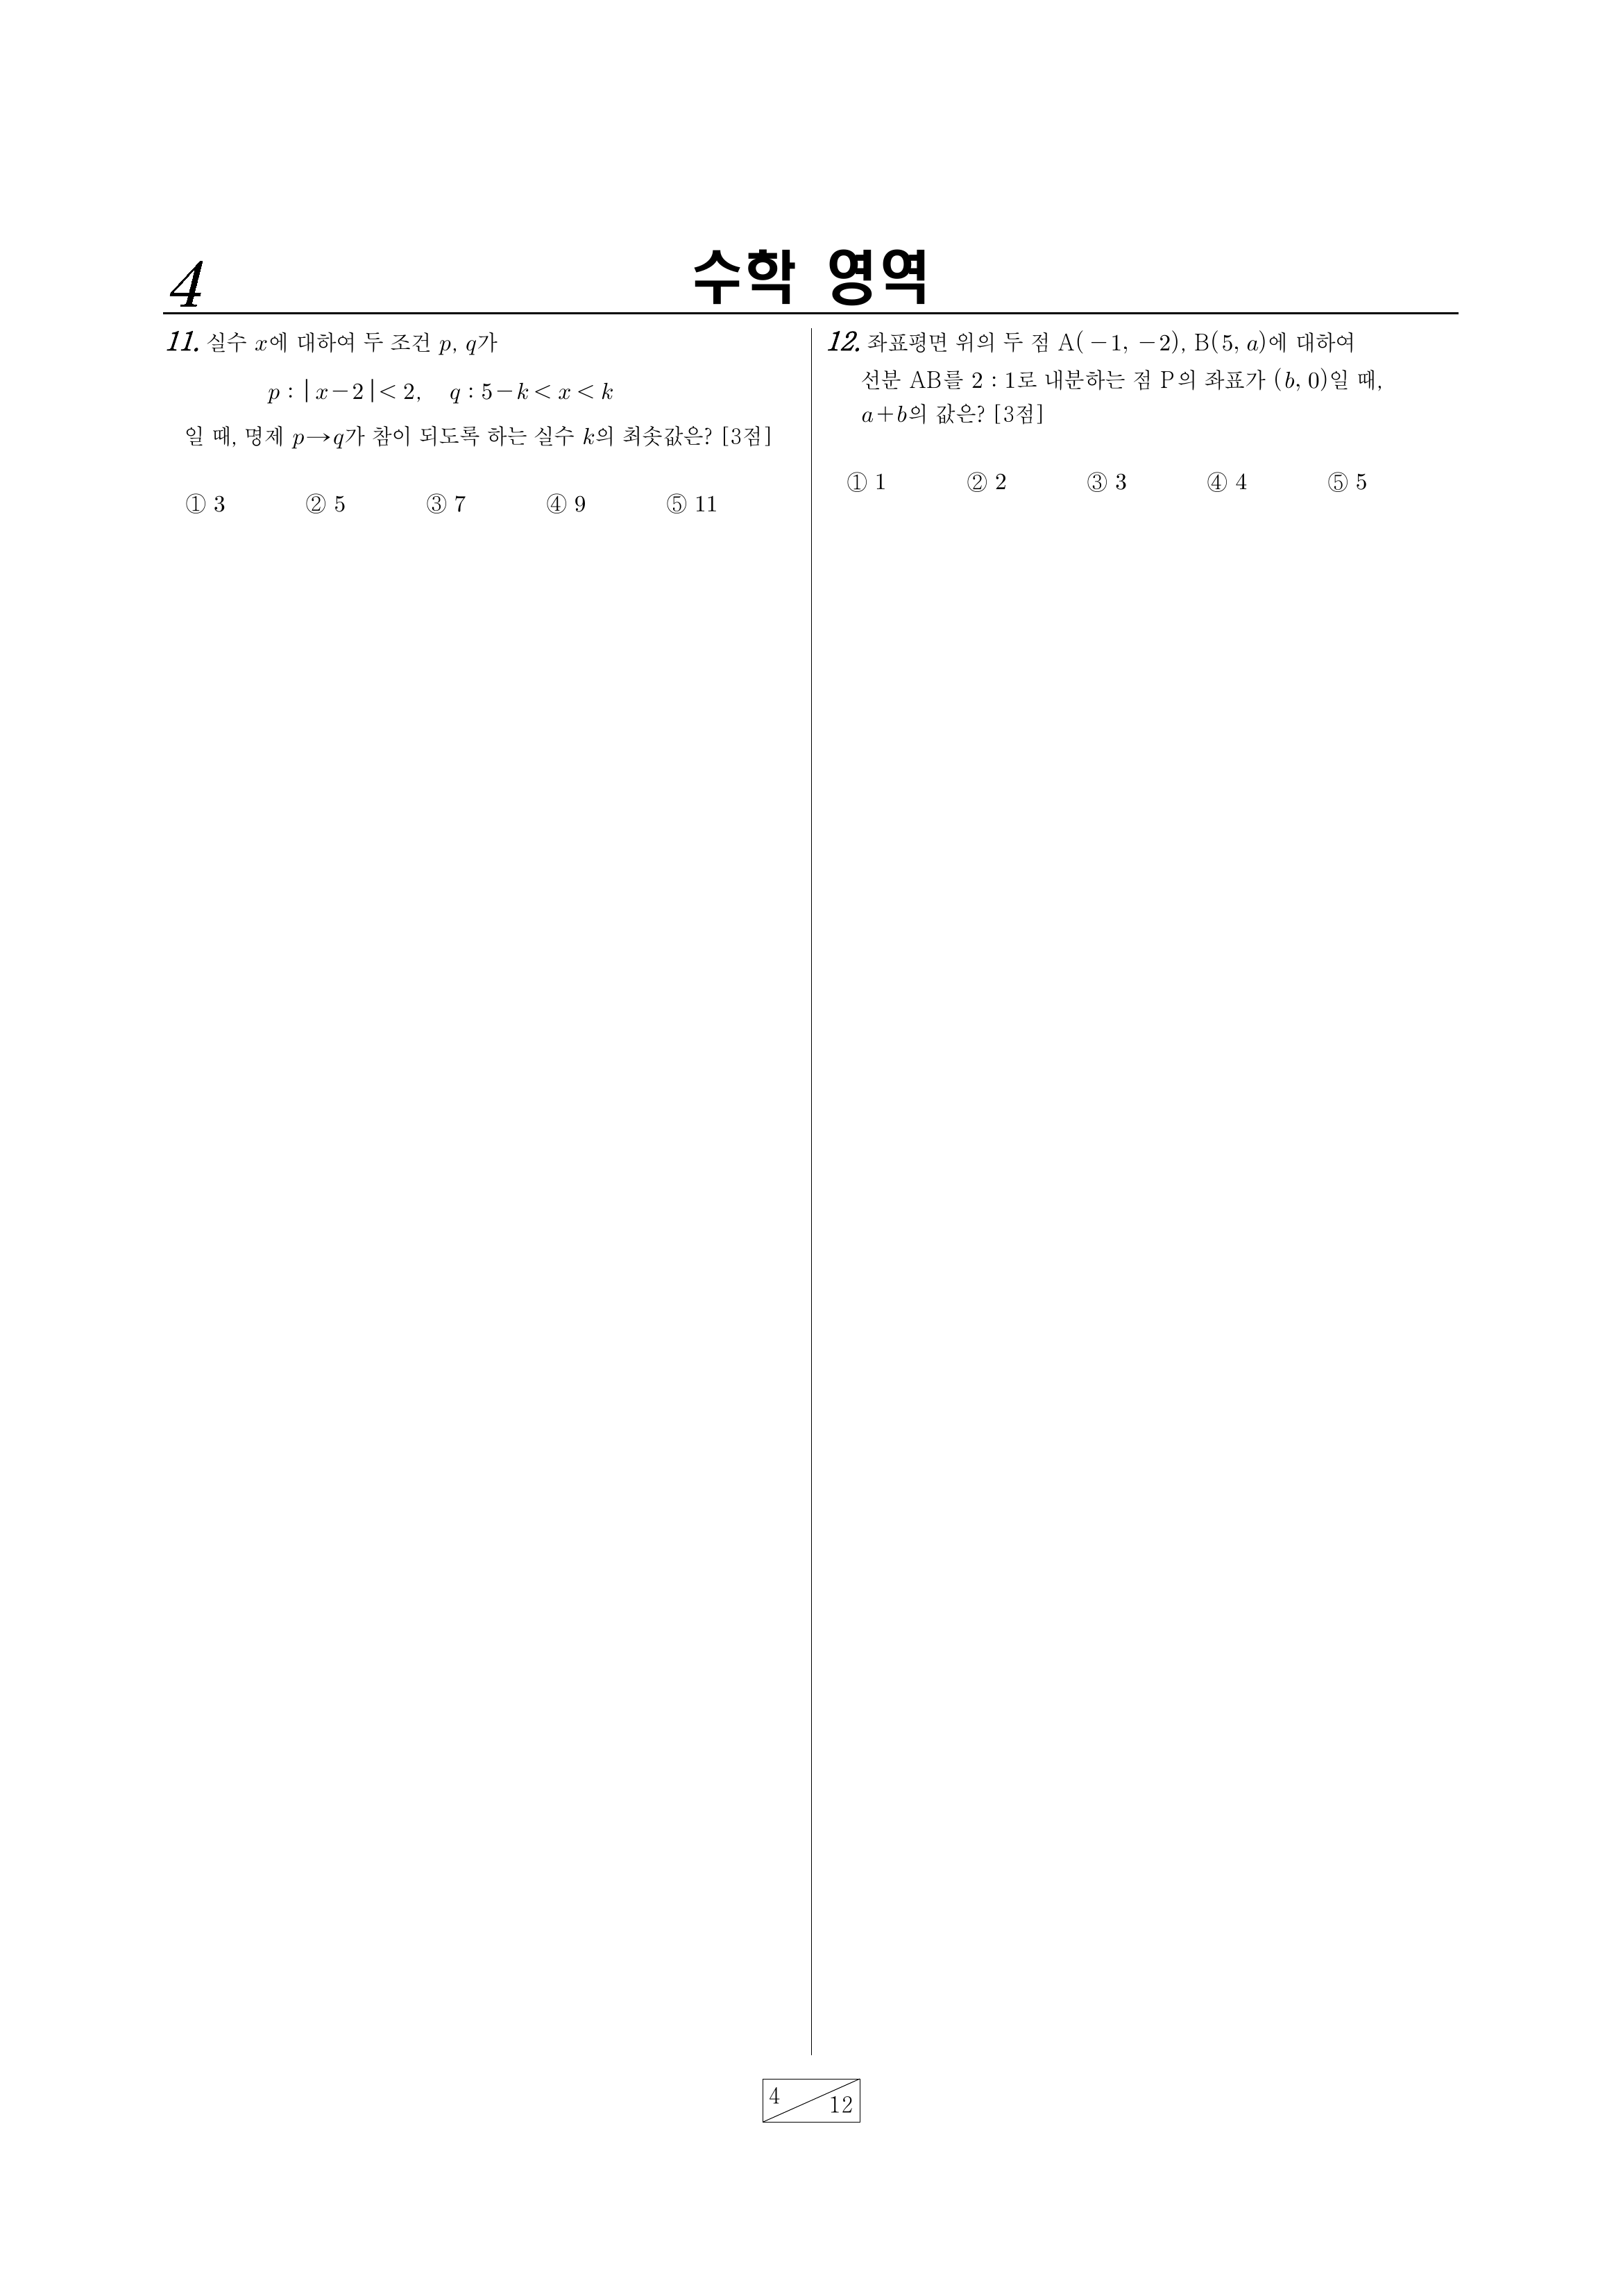 4
수학 영역
11. 실수 x에 대하여 두 조건 p, q가
p : |x−2|< 2, q : 5−k < x < k
일 때, 명제 p→q가 참이 되도록 하는 실수 k의 최솟값은? [3점]
① 3 ② 5 ③ 7 ④ 9 ⑤ 11
12. 좌표평면 위의 두 점 A(−1, −2), B(5, a)에 대하여
선분 AB를 2 : 1로 내분하는 점 P의 좌표가 (b, 0)일 때,
a+b의 값은? [3점]
① 1 ② 2 ③ 3 ④ 4 ⑤ 5
4
12